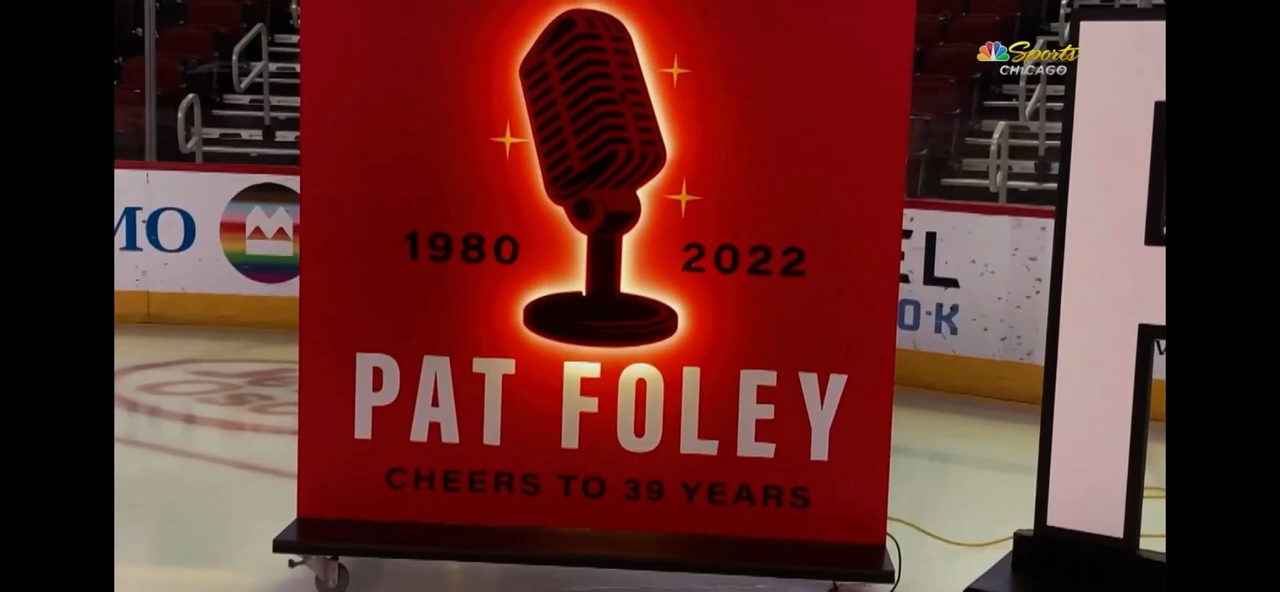 Sports
CHICAGO
MO
1980
2022
EL
OK
PAT FOLEY
CHEERS TO 39 YEARS